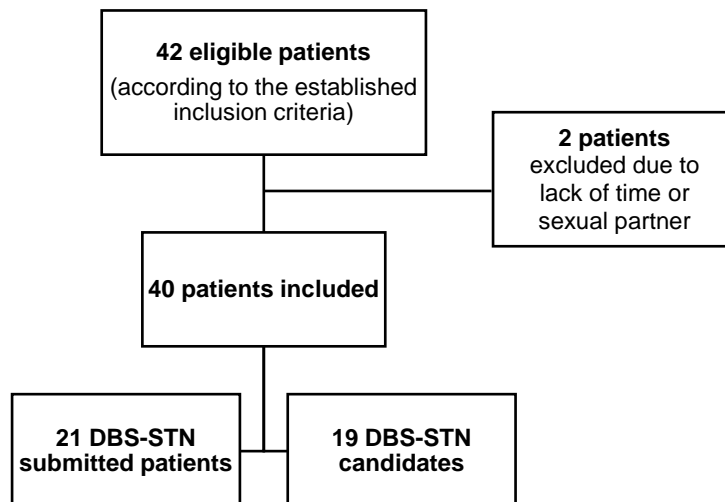 42 eligible patients
(according to the established
inclusion criteria)
2 patients
excluded due to
lack of time or
sexual partner
40 patients included
21 DBS-STN
submitted patients
19 DBS-STN
candidates